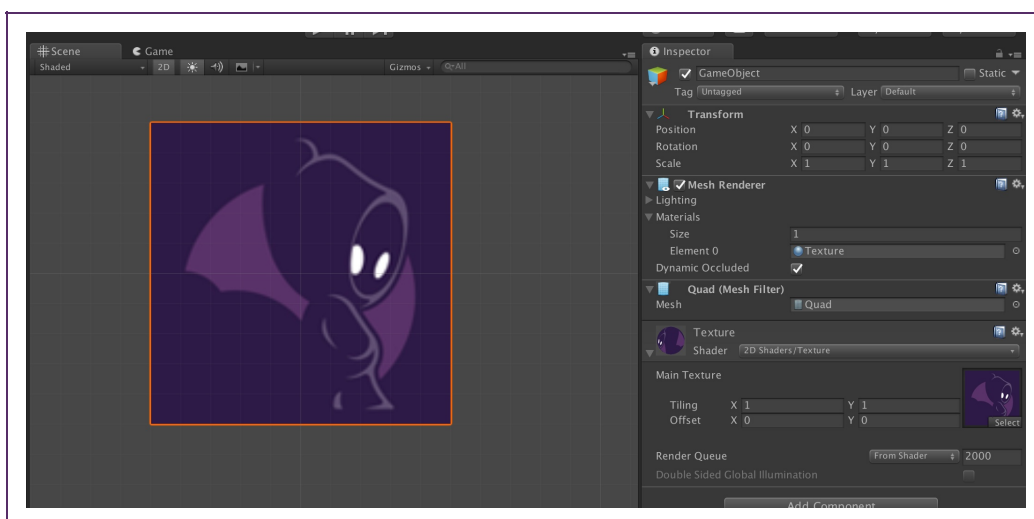 Scene
Game
Shaded
2D
Gizmos
All
Inspector
GameObject
Static
Tag Untagged Layer Default
Transform
Position X 0 Y 0 Z 0
Rotation X 0 Y 0 Z 0
Scale X 1 Y 1 Z 1
Mesh Renderer
Lighting
Materials
Size 1
Element 0 Texture
Dynamic Occluded
Quad (Mesh Filter)
Mesh Quad
Texture
Shader 2D Shaders/Texture
Main Texture
Tiling X 1 Y 1
Offset X 0 Y 0
Select
Render Queue From Shader 2000
Double Sided Global Illumination
Add Component